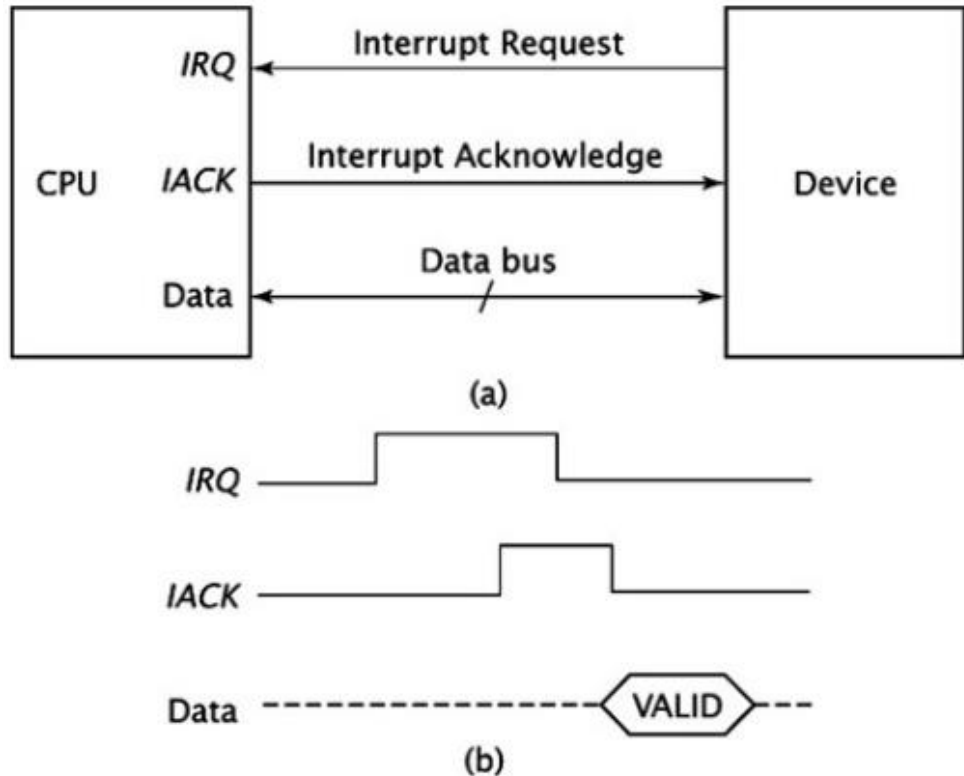 Interrupt Request
IRQ
Interrupt Acknowledge
CPU
IACK
Device
Data bus
Data
(a)
IRQ
IACK
Data
VALID
(b)